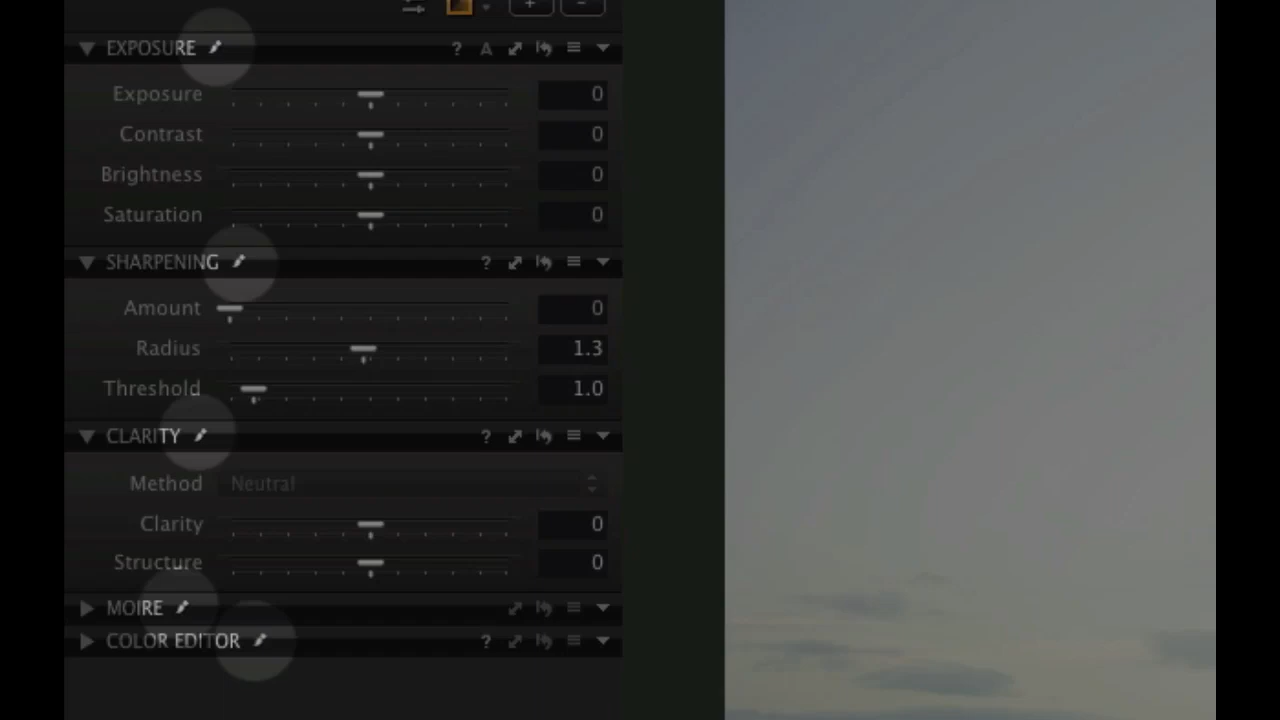 + −
EXPOSURE ? A
Exposure 0
Contrast 0
Brightness 0
Saturation 0
SHARPENING ?
Amount 0
Radius 1.3
Threshold 1.0
CLARITY ?
Method Neutral
Clarity 0
Structure 0
MOIRE
COLOR EDITOR ?